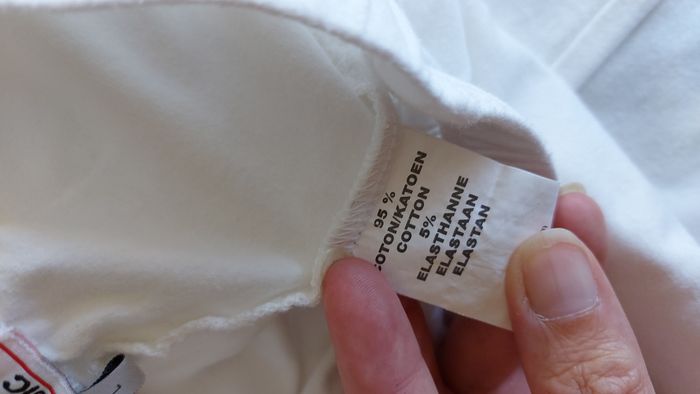 95 %
COTON/KATOEN
COTTON
5%
ELASTHANNE
ELASTAAN
ELASTAN